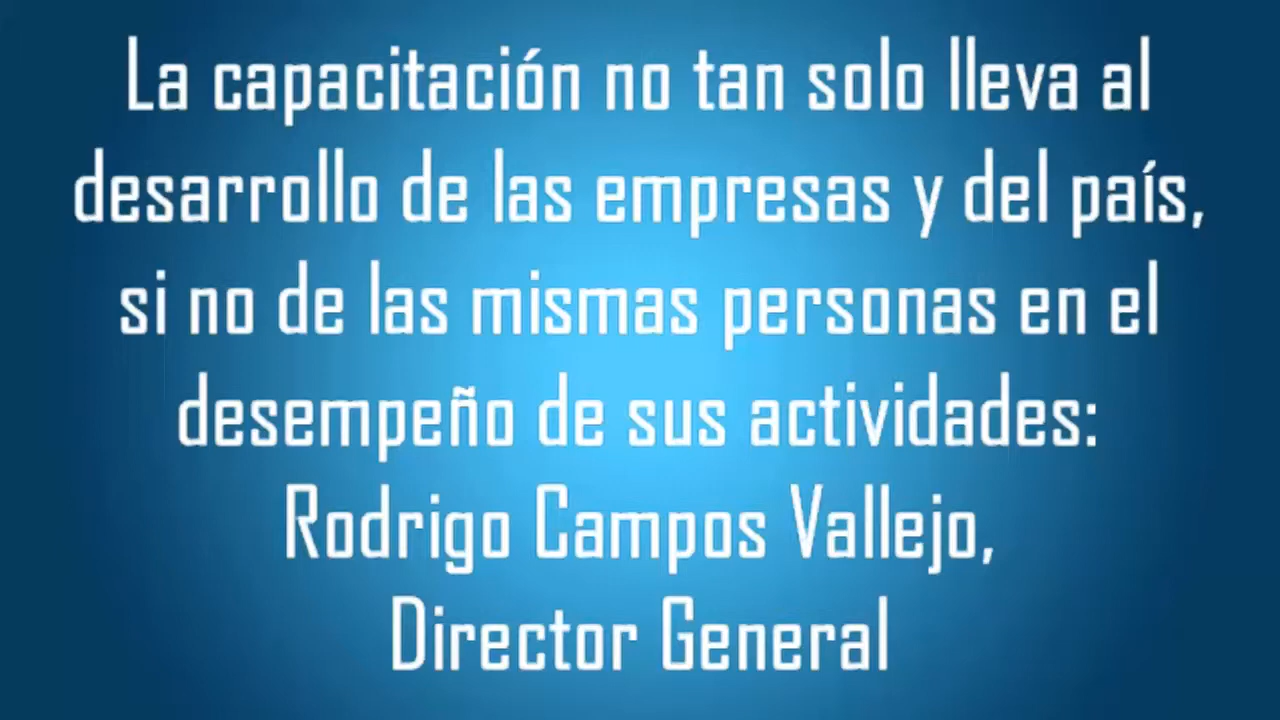 La capacitación no tan solo lleva al
desarrollo de las empresas y del país,
si no de las mismas personas en el
desempeño de sus actividades:
Rodrigo Campos Vallejo,
Director General